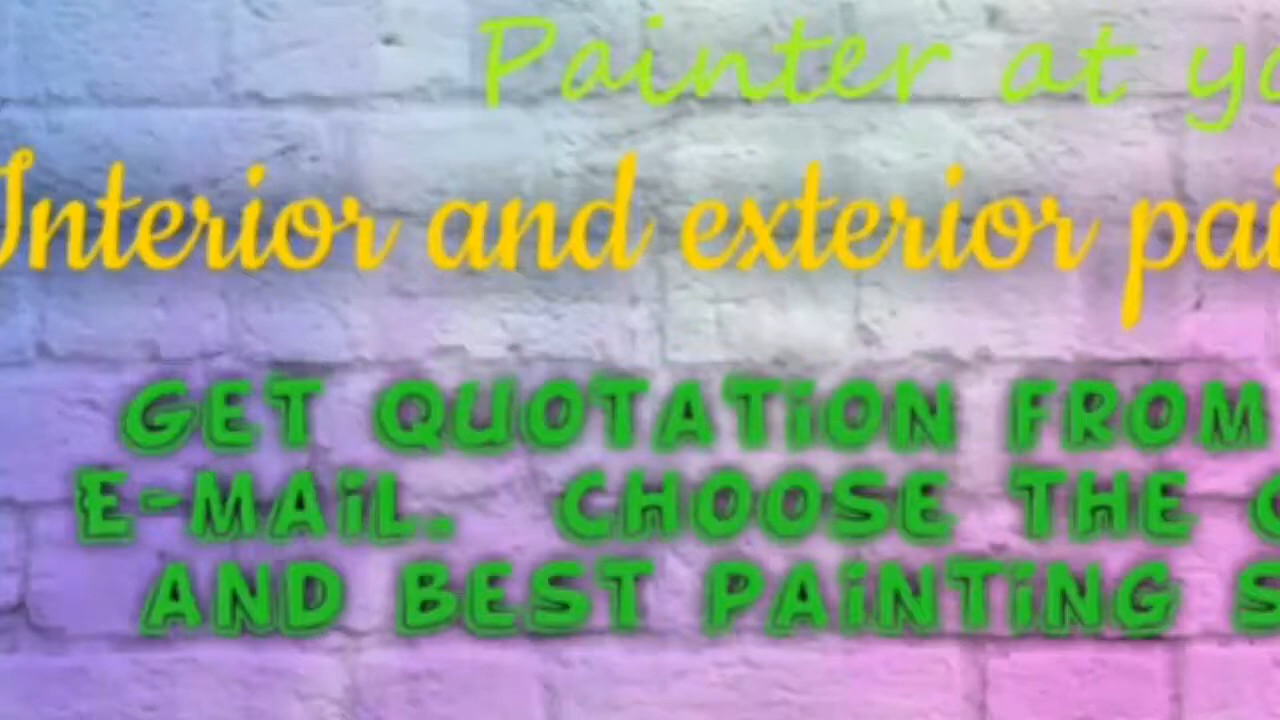 Painter at
Interior and exterior
GET QUOTATION FROM
E-MAIL. CHOOSE THE
AND BEST PAINTING